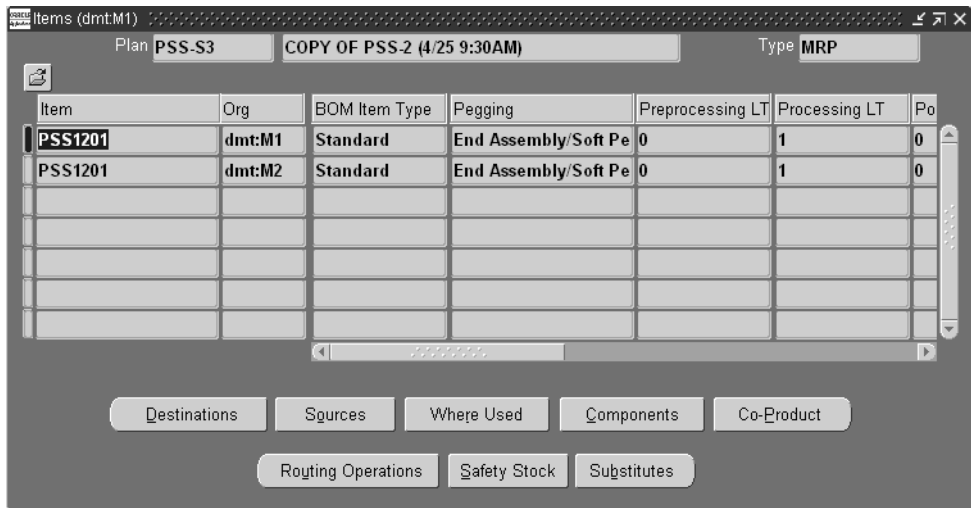 Items (dmt:M1)
Plan PSS-S3 COPY OF PSS-2 (4/25 9:30AM) Type MRP
Item Org BOM Item Type Pegging Preprocessing LT Processing LT Po
PSS1201 dmt:M1 Standard End Assembly/Soft Pe 0 1 0
PSS1201 dmt:M2 Standard End Assembly/Soft Pe 0 1 0
Destinations Sources Where Used Components Co-Product
Routing Operations Safety Stock Substitutes